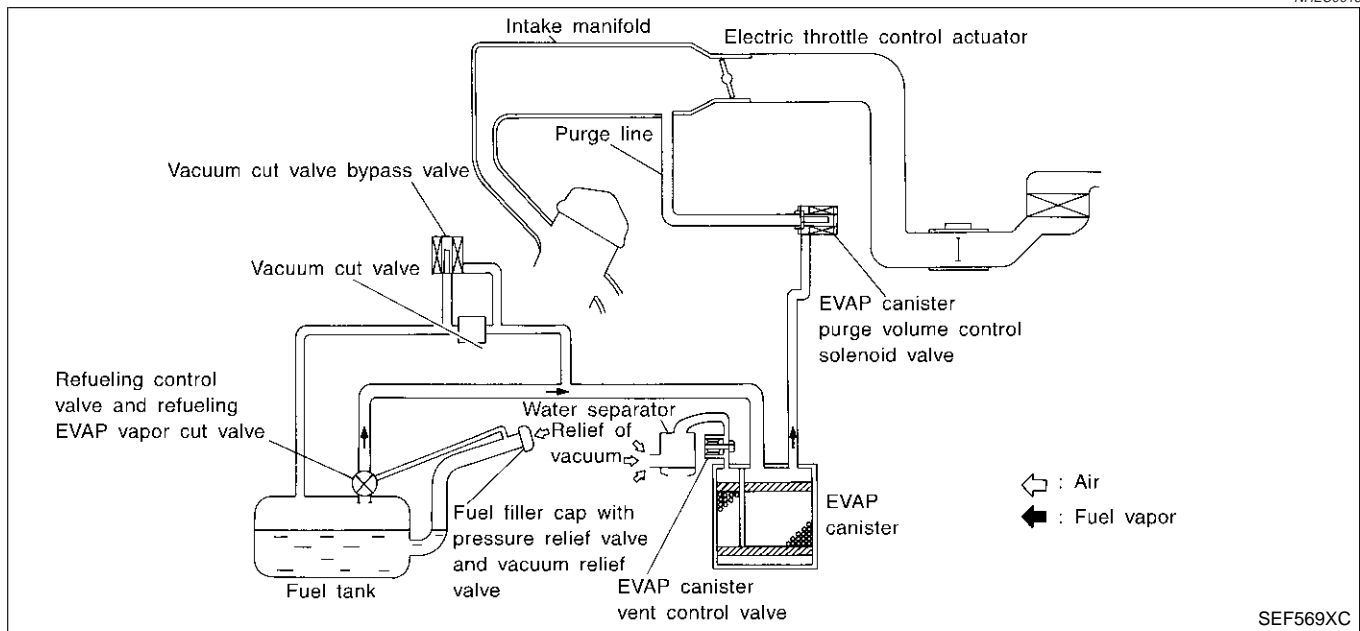 Intake manifold
Electric throttle control actuator
Purge line
Vacuum cut valve bypass valve
Vacuum cut valve
EVAP canister
purge volume control
solenoid valve
Refueling control
valve and refueling
EVAP vapor cut valve
Water separator
Relief of
vacuum
: Air
: Fuel vapor
EVAP
canister
Fuel filler cap with
pressure relief valve
and vacuum relief
valve
Fuel tank
EVAP canister
vent control valve
SEF569XC